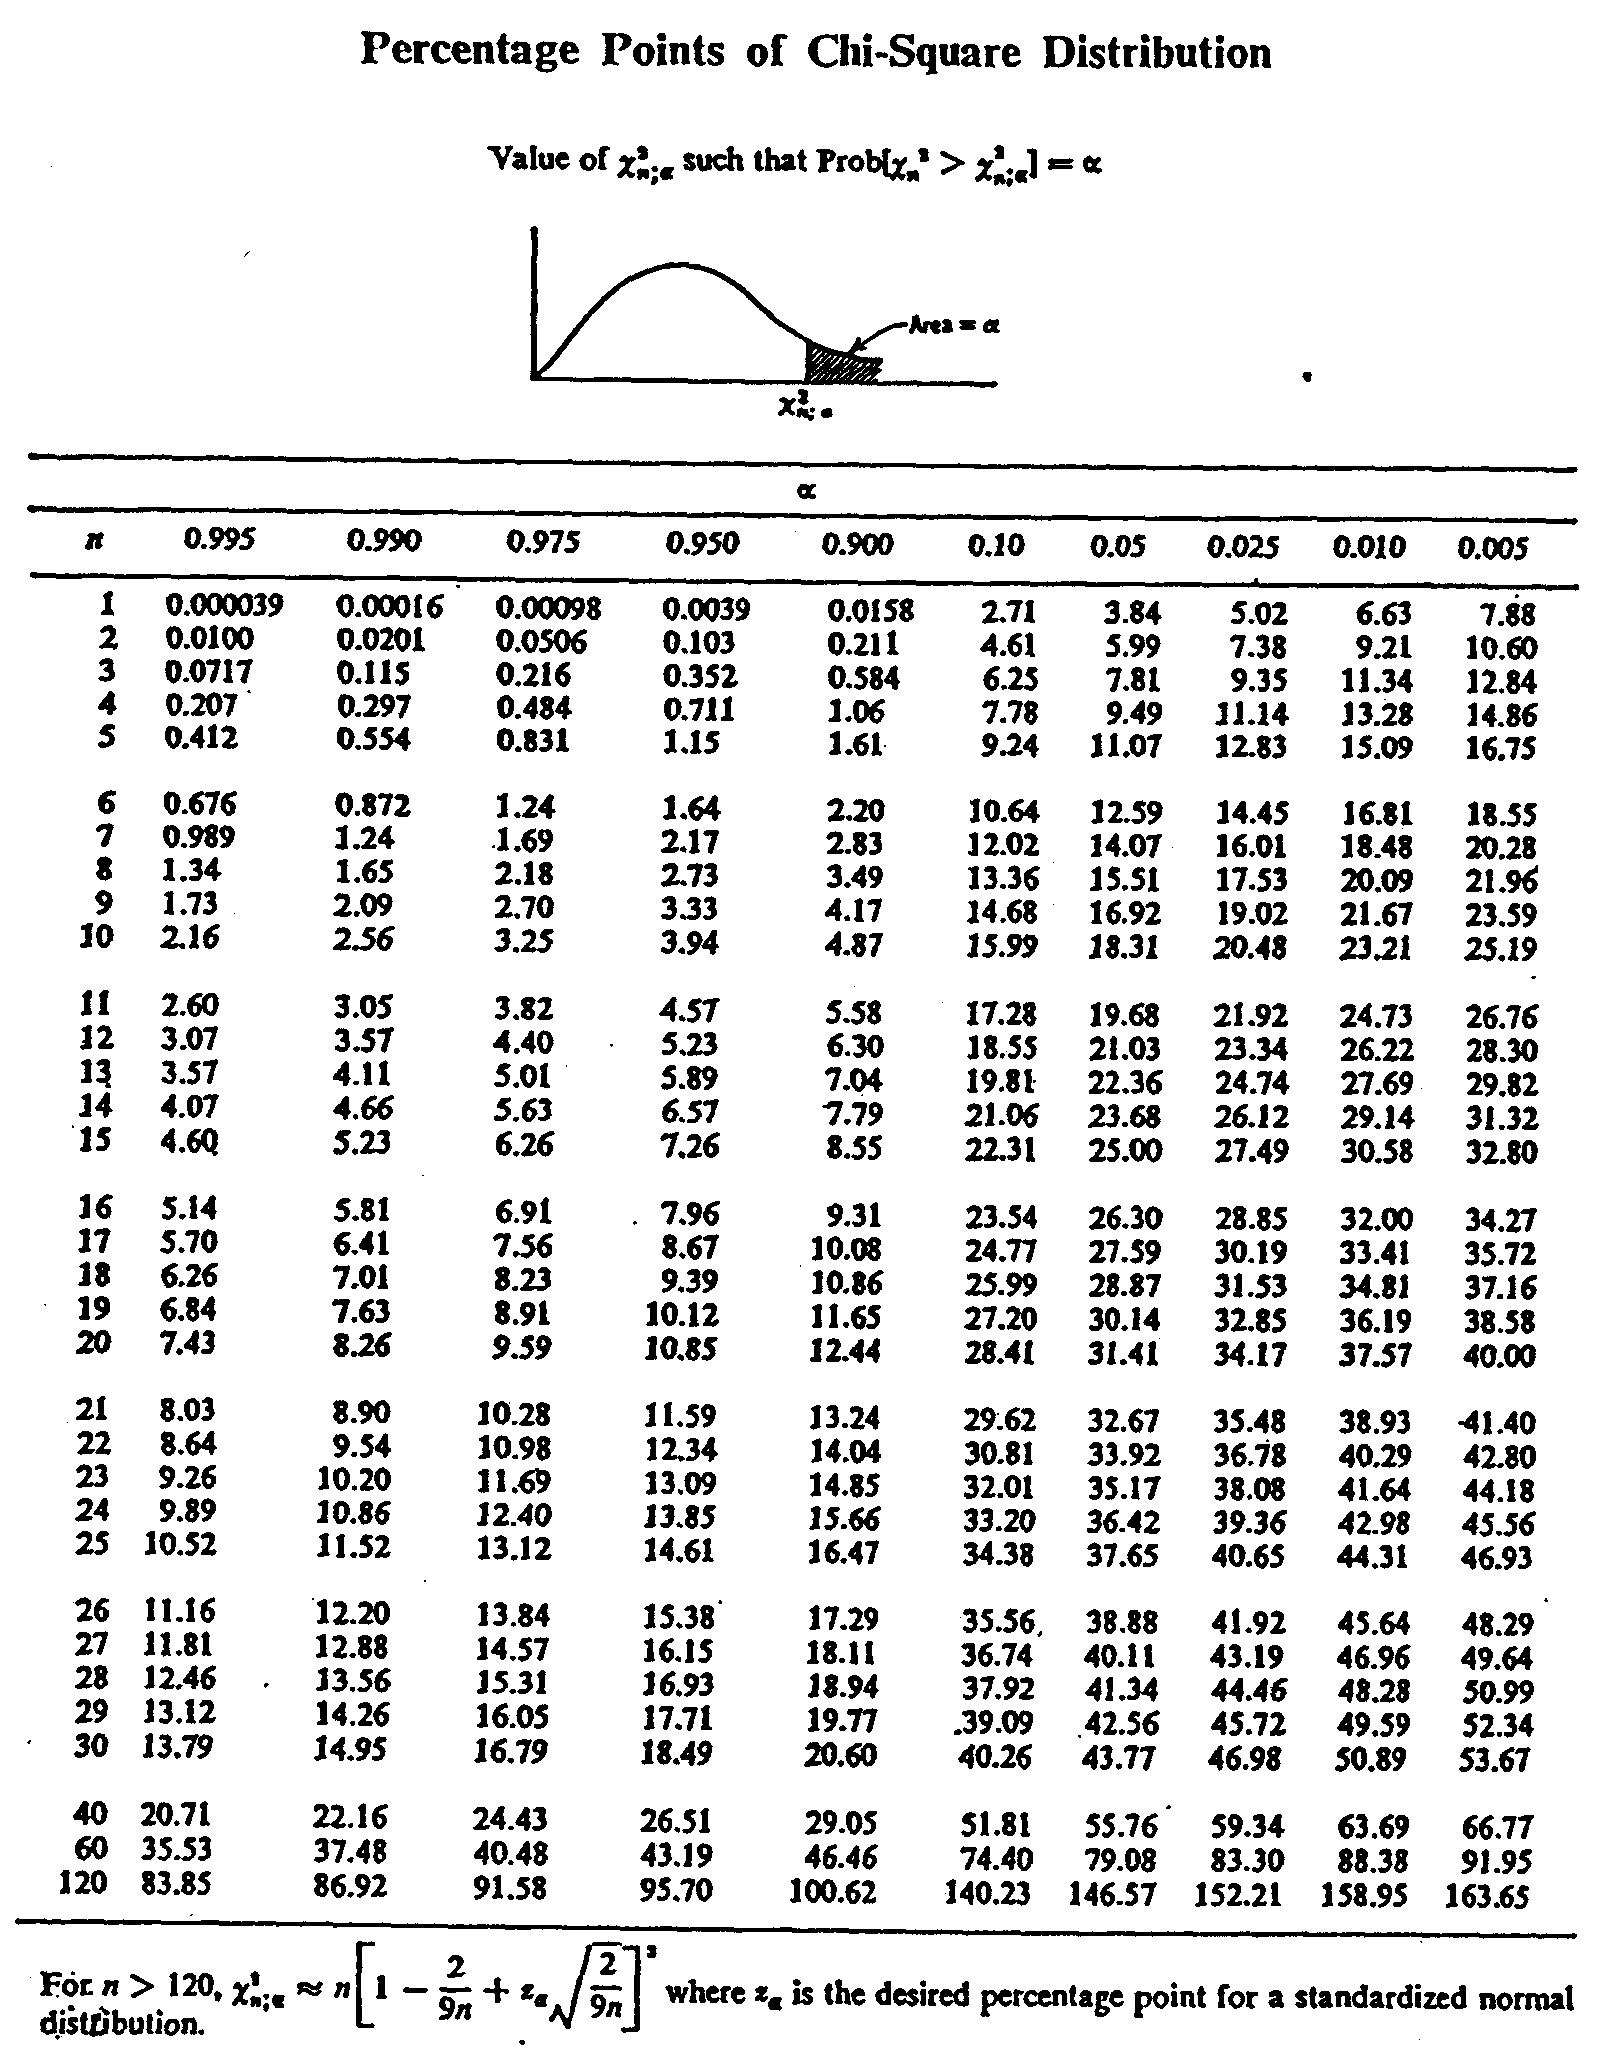 Percentage Points of Chi-Square Distribution
Value of χ²ₙ;α such that Prob[χₙ² > χ²ₙ;α] = α
Area = α
χ²ₙ;α
α
n 0.995 0.990 0.975 0.950 0.900 0.10 0.05 0.025 0.010 0.005
1 0.000039 0.00016 0.00098 0.0039 0.0158 2.71 3.84 5.02 6.63 7.88
2 0.0100 0.0201 0.0506 0.103 0.211 4.61 5.99 7.38 9.21 10.60
3 0.0717 0.115 0.216 0.352 0.584 6.25 7.81 9.35 11.34 12.84
4 0.207 0.297 0.484 0.711 1.06 7.78 9.49 11.14 13.28 14.86
5 0.412 0.554 0.831 1.15 1.61 9.24 11.07 12.83 15.09 16.75
6 0.676 0.872 1.24 1.64 2.20 10.64 12.59 14.45 16.81 18.55
7 0.989 1.24 1.69 2.17 2.83 12.02 14.07 16.01 18.48 20.28
8 1.34 1.65 2.18 2.73 3.49 13.36 15.51 17.53 20.09 21.96
9 1.73 2.09 2.70 3.33 4.17 14.68 16.92 19.02 21.67 23.59
10 2.16 2.56 3.25 3.94 4.87 15.99 18.31 20.48 23.21 25.19
11 2.60 3.05 3.82 4.57 5.58 17.28 19.68 21.92 24.73 26.76
12 3.07 3.57 4.40 5.23 6.30 18.55 21.03 23.34 26.22 28.30
13 3.57 4.11 5.01 5.89 7.04 19.81 22.36 24.74 27.69 29.82
14 4.07 4.66 5.63 6.57 7.79 21.06 23.68 26.12 29.14 31.32
15 4.60 5.23 6.26 7.26 8.55 22.31 25.00 27.49 30.58 32.80
16 5.14 5.81 6.91 7.96 9.31 23.54 26.30 28.85 32.00 34.27
17 5.70 6.41 7.56 8.67 10.08 24.77 27.59 30.19 33.41 35.72
18 6.26 7.01 8.23 9.39 10.86 25.99 28.87 31.53 34.81 37.16
19 6.84 7.63 8.91 10.12 11.65 27.20 30.14 32.85 36.19 38.58
20 7.43 8.26 9.59 10.85 12.44 28.41 31.41 34.17 37.57 40.00
21 8.03 8.90 10.28 11.59 13.24 29.62 32.67 35.48 38.93 41.40
22 8.64 9.54 10.98 12.34 14.04 30.81 33.92 36.78 40.29 42.80
23 9.26 10.20 11.69 13.09 14.85 32.01 35.17 38.08 41.64 44.18
24 9.89 10.86 12.40 13.85 15.66 33.20 36.42 39.36 42.98 45.56
25 10.52 11.52 13.12 14.61 16.47 34.38 37.65 40.65 44.31 46.93
26 11.16 12.20 13.84 15.38 17.29 35.56 38.88 41.92 45.64 48.29
27 11.81 12.88 14.57 16.15 18.11 36.74 40.11 43.19 46.96 49.64
28 12.46 13.56 15.31 16.93 18.94 37.92 41.34 44.46 48.28 50.99
29 13.12 14.26 16.05 17.71 19.77 39.09 42.56 45.72 49.59 52.34
30 13.79 14.95 16.79 18.49 20.60 40.26 43.77 46.98 50.89 53.67
40 20.71 22.16 24.43 26.51 29.05 51.81 55.76 59.34 63.69 66.77
60 35.53 37.48 40.48 43.19 46.46 74.40 79.08 83.30 88.38 91.95
120 83.85 86.92 91.58 95.70 100.62 140.23 146.57 152.21 158.95 163.65
For n > 120, χ²ₙ;α ≈ n[1 − 2/9n + zα√(2/9n)]³ where zα is the desired percentage point for a standardized normal
distribution.